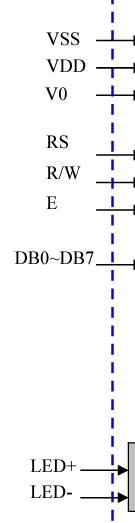 VSS
VDD
V0
RS
R/W
E
DB0~DB7
LED+
LED-